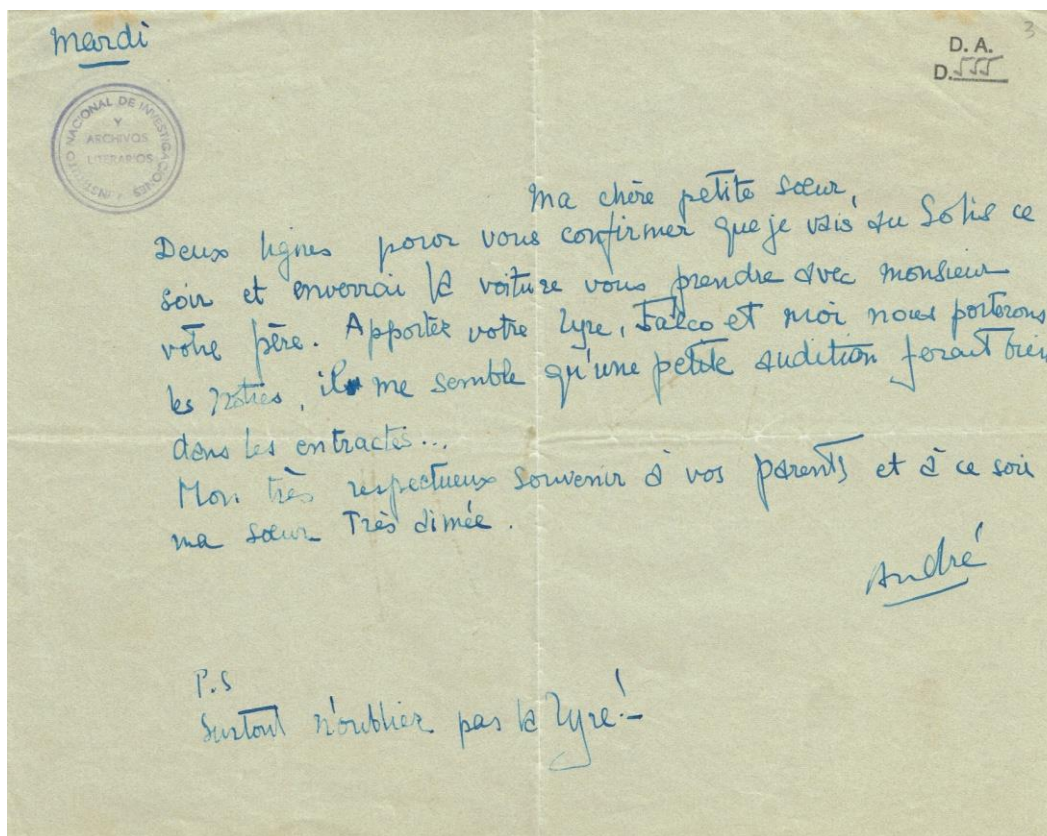 mardi
3
D. A.
D. 555
INSTITUTO NACIONAL DE INVESTIGACIONES
Y
ARCHIVOS
LITERARIOS
Ma chère petite sœur,
Deux lignes pour vous confirmer que je vais au Solis ce
soir et enverrai la voiture vous prendre avec monsieur
votre père. Apportez votre lyre, Falco et moi nous porterons
les notres, il me semble qu'une petite audition ferait bien
dans les entractes...
Mon très respectueux souvenir à vos parents et à ce soir
ma sœur Très aimée.
André
P.S
Surtout n'oubliez pas la lyre!-